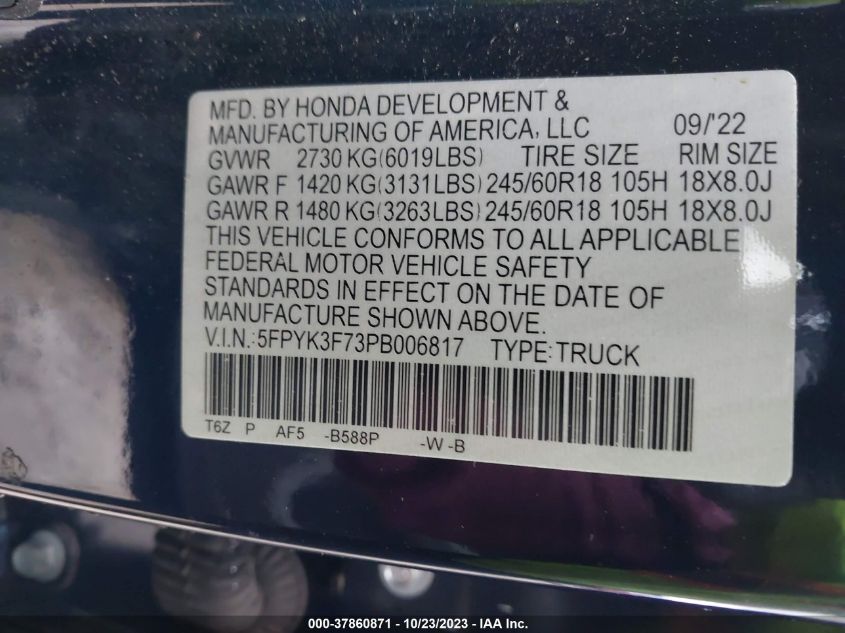 MFD. BY HONDA DEVELOPMENT &
MANUFACTURING OF AMERICA, LLC 09/'22
GVWR 2730 KG(6019LBS) TIRE SIZE RIM SIZE
GAWR F 1420 KG(3131LBS) 245/60R18 105H 18X8.0J
GAWR R 1480 KG(3263LBS) 245/60R18 105H 18X8.0J
THIS VEHICLE CONFORMS TO ALL APPLICABLE
FEDERAL MOTOR VEHICLE SAFETY
STANDARDS IN EFFECT ON THE DATE OF
MANUFACTURE SHOWN ABOVE.
V.I.N.:5FPYK3F73PB006817 TYPE:TRUCK
T6Z P AF5 -B588P -W -B
000-37860871 - 10/23/2023 - IAA Inc.